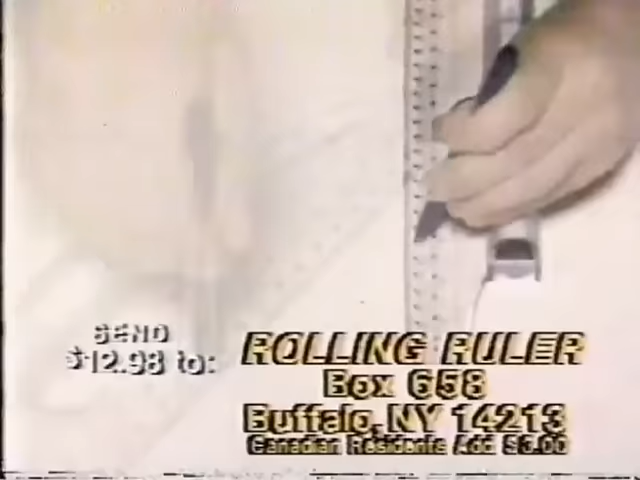 SEND
$12.98 to:
ROLLING RULER
Box 658
Buffalo, NY 14213
Canadian Residents Add $3.00